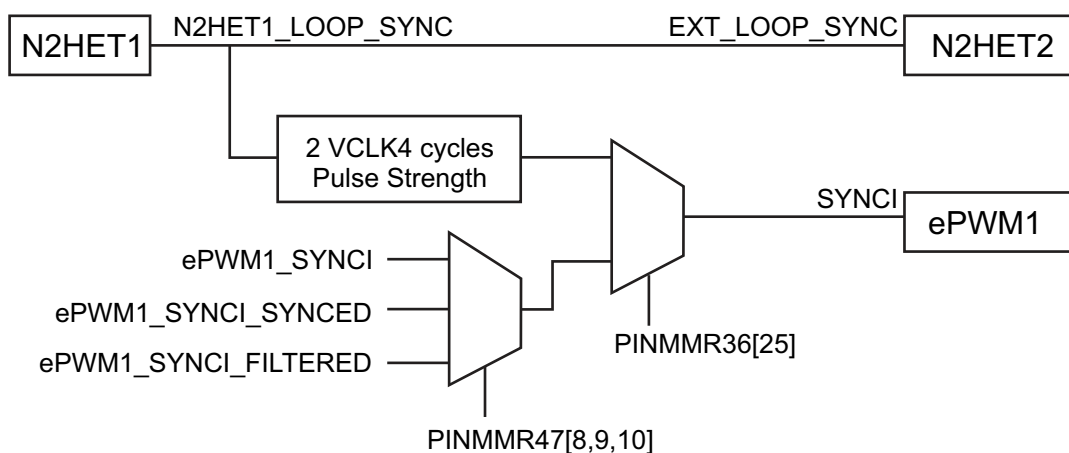 N2HET1
N2HET1_LOOP_SYNC
EXT_LOOP_SYNC
N2HET2
2 VCLK4 cycles
Pulse Strength
SYNCI
ePWM1
ePWM1_SYNCI
ePWM1_SYNCI_SYNCED
ePWM1_SYNCI_FILTERED
PINMMR36[25]
PINMMR47[8,9,10]